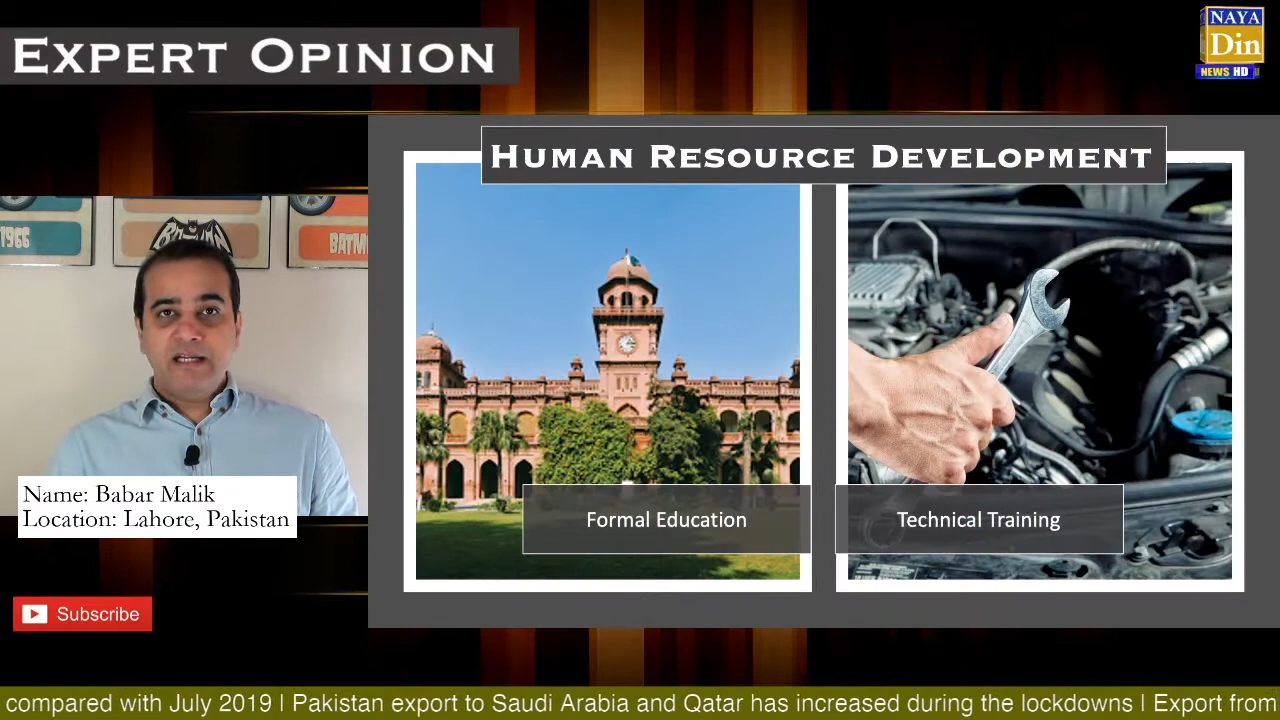 EXPERT OPINION
NAYA
Din
NEWS HD
HUMAN RESOURCE DEVELOPMENT
1966
BATMAN
BATM
Name: Babar Malik
Location: Lahore, Pakistan
Formal Education
Technical Training
Subscribe
compared with July 2019 | Pakistan export to Saudi Arabia and Qatar has increased during the lockdowns | Export from